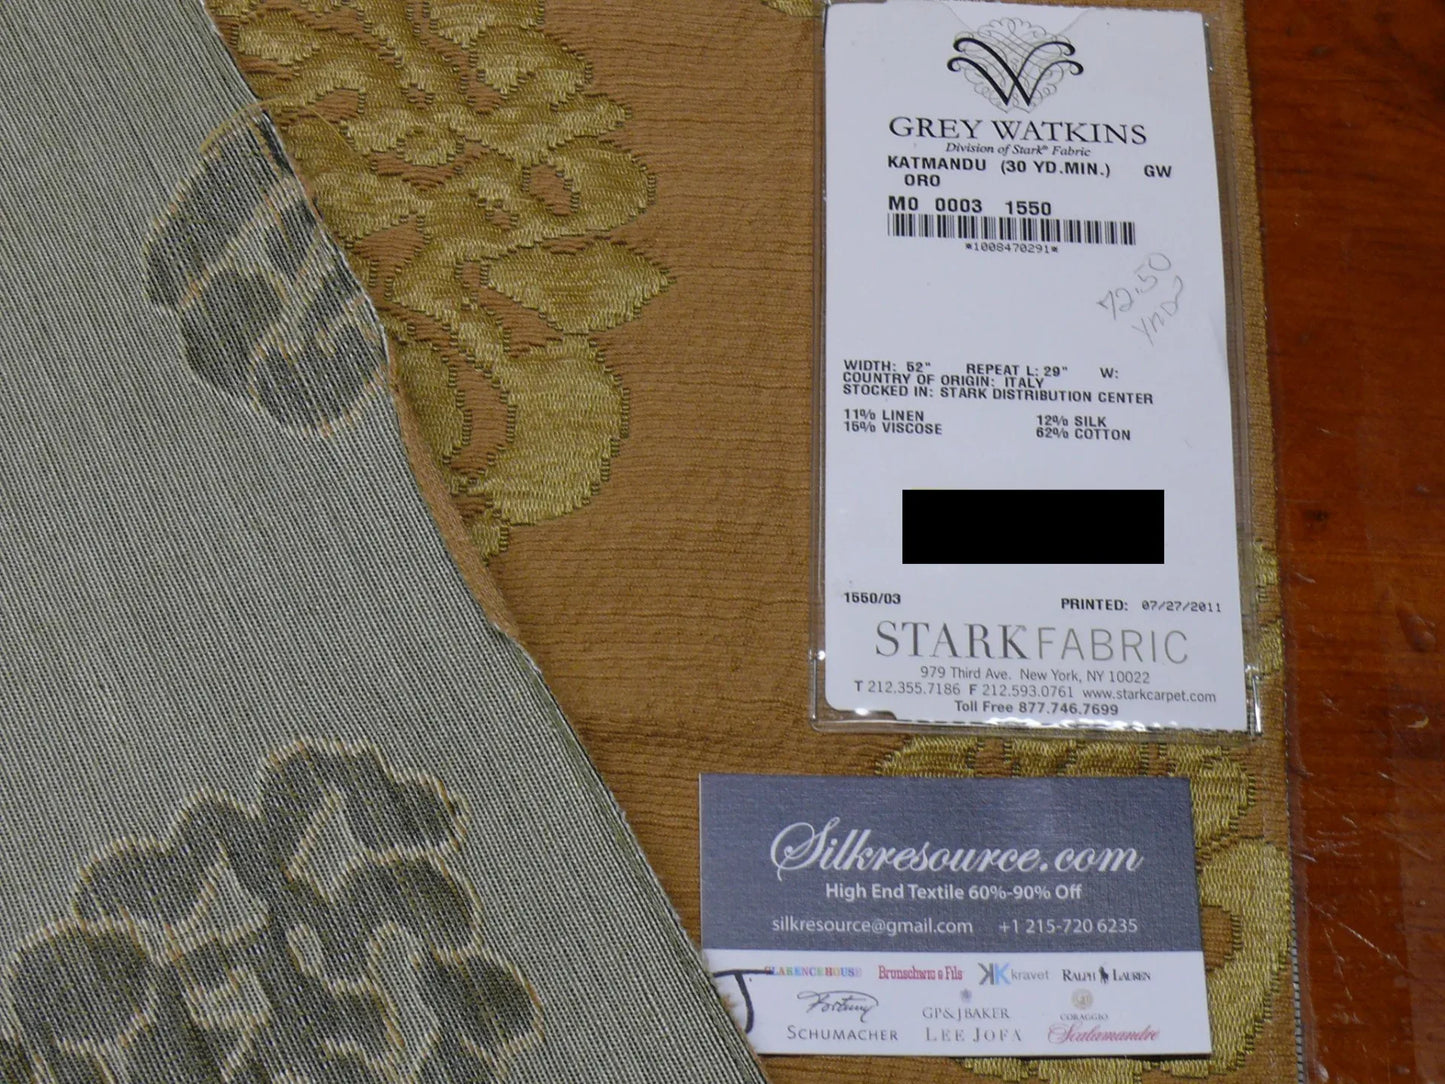 GREY WATKINS
Division of Stark® Fabric
KATMANDU (30 YD.MIN.) GW
ORO
M0 0003 1550
*1008470291*
72.50
YARD
WIDTH: 52" REPEAT L: 29" W:
COUNTRY OF ORIGIN: ITALY
STOCKED IN: STARK DISTRIBUTION CENTER
11% LINEN 12% SILK
15% VISCOSE 62% COTTON
1550/03 PRINTED: 07/27/2011
STARK FABRIC
979 Third Ave. New York, NY 10022
T 212.355.7186 F 212.593.0761 www.starkcarpet.com
Toll Free 877.746.7699
Silkresource.com
High End Textile 60%-90% Off
silkresource@gmail.com +1 215-720 6235
CLARENCE HOUSE Brunschwig & Fils kravet RALPH LAUREN
Fortuny GP & J BAKER CORAGGIO
SCHUMACHER LEE JOFA Scalamandre